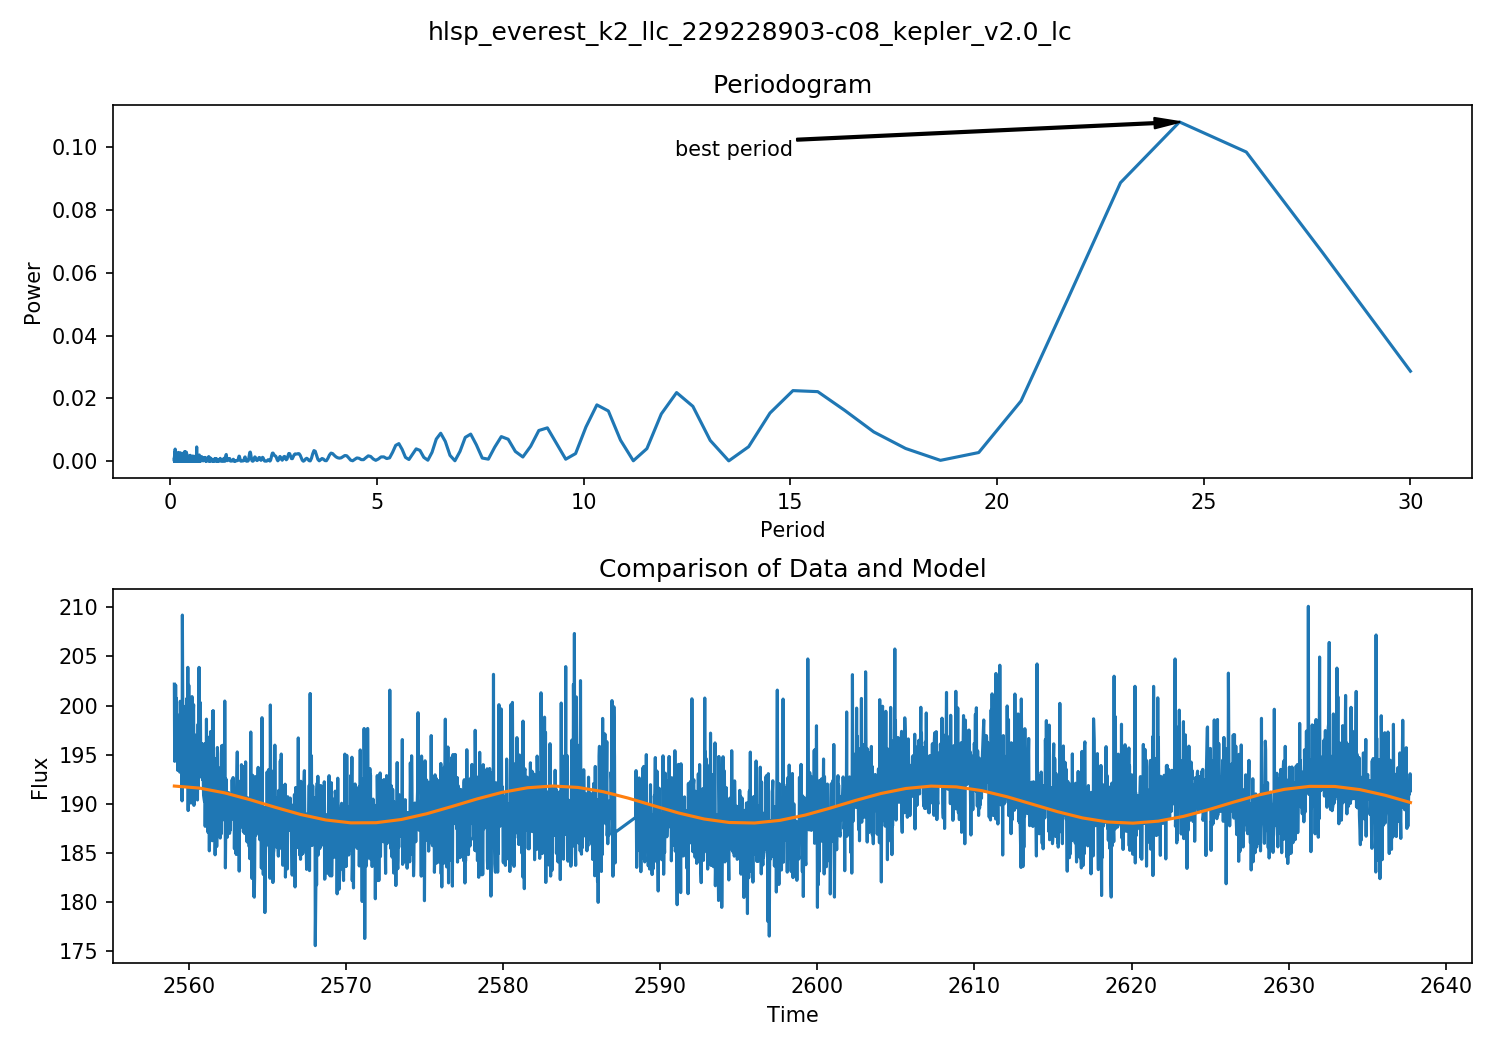 hlsp_everest_k2_llc_229228903-c08_kepler_v2.0_lc
Periodogram
best period
Power
0.10
0.08
0.06
0.04
0.02
0.00
0 5 10 15 20 25 30
Period
Comparison of Data and Model
Flux
210
205
200
195
190
185
180
175
2560 2570 2580 2590 2600 2610 2620 2630 2640
Time